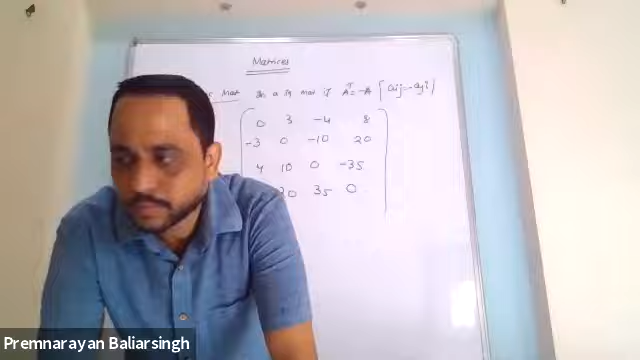 Matrices
Mat In a sq mat if Aᵀ = -A [aij = -aji]
0 3 -4 8
-3 0 -10 20
4 10 0 -35
20 35 0
Premnarayan Baliarsingh